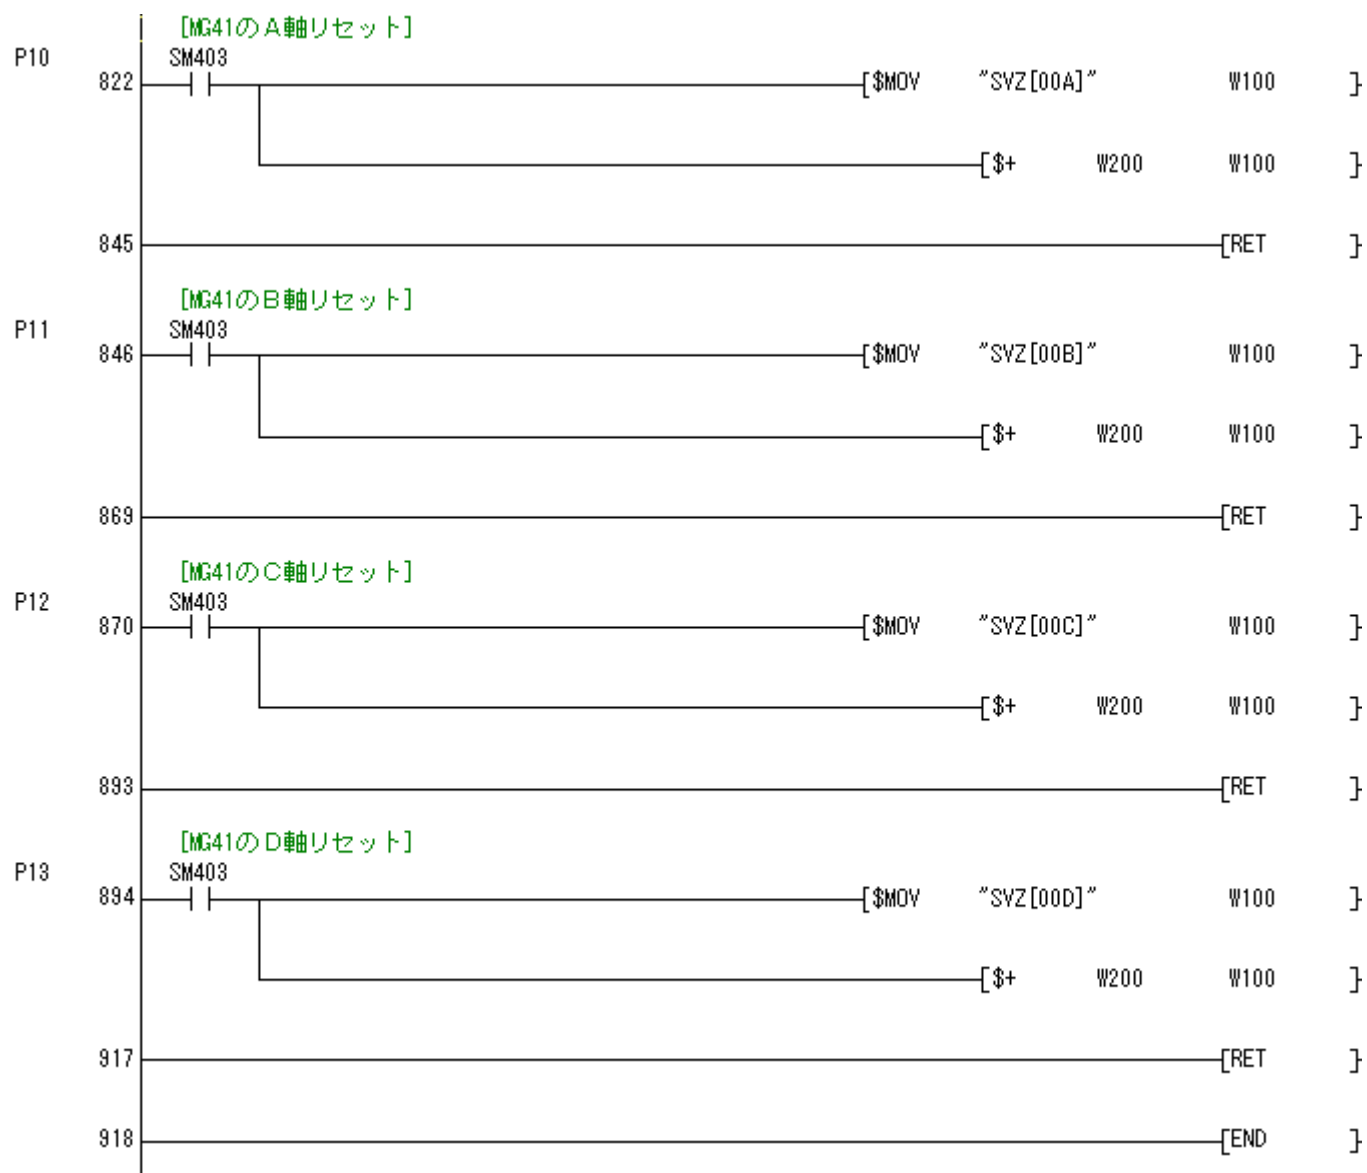 [MG41のA軸リセット]
P10 SM403
822 [$MOV "SVZ[00A]" W100 ]
[$+ W200 W100 ]
845 [RET ]
[MG41のB軸リセット]
P11 SM403
846 [$MOV "SVZ[00B]" W100 ]
[$+ W200 W100 ]
869 [RET ]
[MG41のC軸リセット]
P12 SM403
870 [$MOV "SVZ[00C]" W100 ]
[$+ W200 W100 ]
893 [RET ]
[MG41のD軸リセット]
P13 SM403
894 [$MOV "SVZ[00D]" W100 ]
[$+ W200 W100 ]
917 [RET ]
918 [END ]